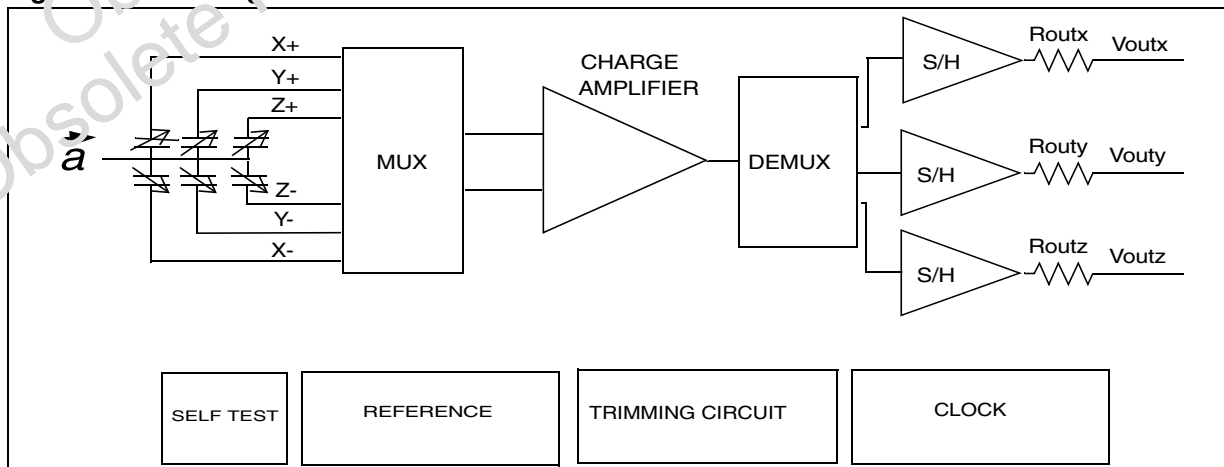 X+
Y+
Z+
a
Z-
Y-
X-
MUX
CHARGE
AMPLIFIER
DEMUX
S/H
Routx
Voutx
S/H
Routy
Vouty
S/H
Routz
Voutz
SELF TEST
REFERENCE
TRIMMING CIRCUIT
CLOCK